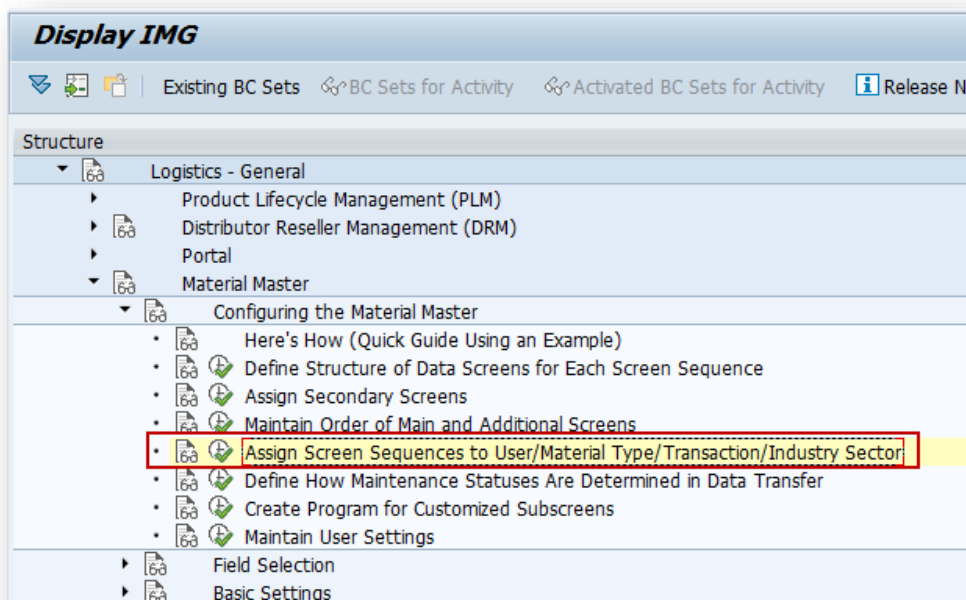 Display IMG
Existing BC Sets BC Sets for Activity Activated BC Sets for Activity Release N
Structure
Logistics - General
Product Lifecycle Management (PLM)
Distributor Reseller Management (DRM)
Portal
Material Master
Configuring the Material Master
Here's How (Quick Guide Using an Example)
Define Structure of Data Screens for Each Screen Sequence
Assign Secondary Screens
Maintain Order of Main and Additional Screens
Assign Screen Sequences to User/Material Type/Transaction/Industry Sector
Define How Maintenance Statuses Are Determined in Data Transfer
Create Program for Customized Subscreens
Maintain User Settings
Field Selection
Basic Settings